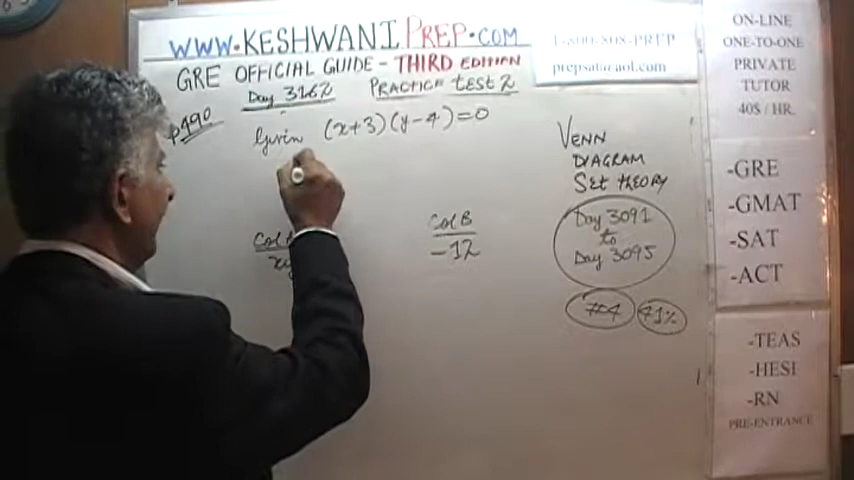 WWW.KESHWANIPREP.COM
GRE OFFICIAL GUIDE - THIRD EDITION
Day 3162 PRACTICE TEST 2
p490
Given (x+3)(y-4)=0
Col B
xy
-12
VENN
DIAGRAM
SET THEORY
Day 3091
to
Day 3095
#4 41%
prepsat@aol.com
ON-LINE
ONE-TO-ONE
PRIVATE
TUTOR
40$ / HR.
-GRE
-GMAT
-SAT
-ACT
-TEAS
-HESI
-RN
PRE-ENTRANCE